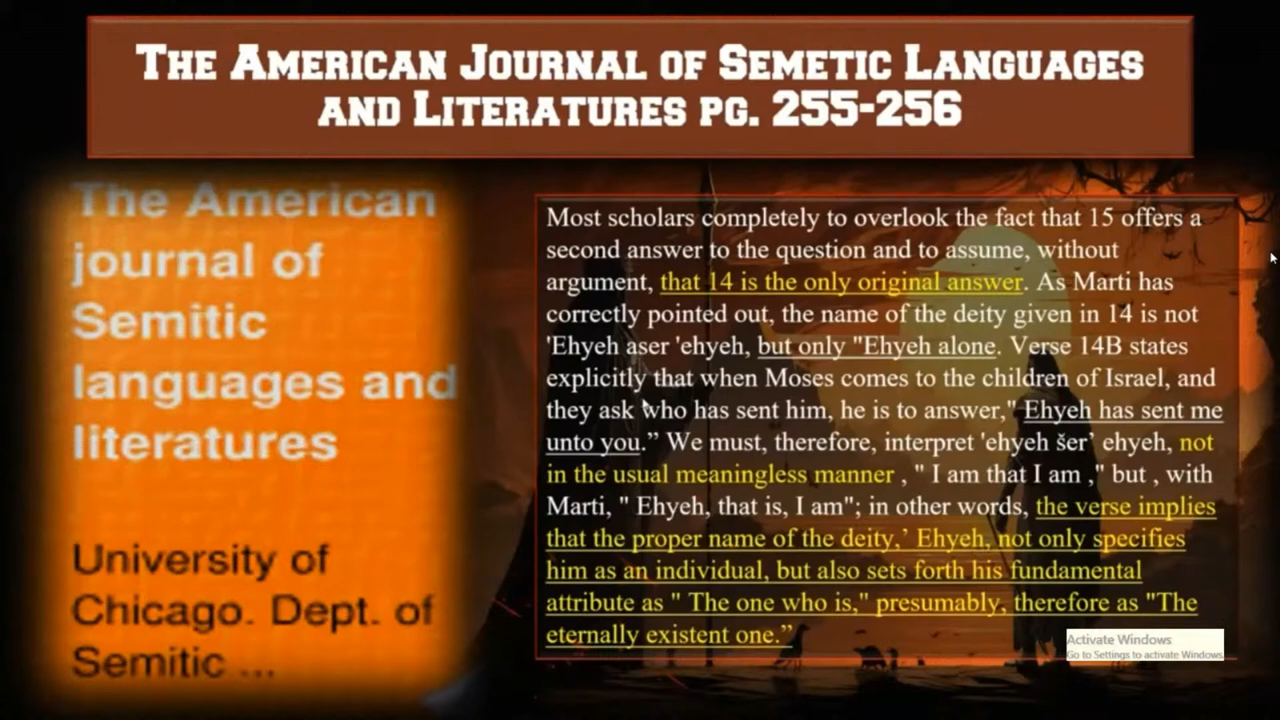 THE AMERICAN JOURNAL OF SEMETIC LANGUAGES
AND LITERATURES PG. 255-256
The American
journal of
Semitic
languages and
literatures
University of
Chicago. Dept. of
Semitic ...
Most scholars completely to overlook the fact that 15 offers a
second answer to the question and to assume, without
argument, that 14 is the only original answer. As Marti has
correctly pointed out, the name of the deity given in 14 is not
'Ehyeh aser 'ehyeh, but only "Ehyeh alone. Verse 14B states
explicitly that when Moses comes to the children of Israel, and
they ask who has sent him, he is to answer," Ehyeh has sent me
unto you.” We must, therefore, interpret 'ehyeh šer’ ehyeh, not
in the usual meaningless manner , " I am that I am ," but , with
Marti, " Ehyeh, that is, I am"; in other words, the verse implies
that the proper name of the deity,’ Ehyeh, not only specifies
him as an individual, but also sets forth his fundamental
attribute as " The one who is," presumably, therefore as "The
eternally existent one.”
Activate Windows
Go to Settings to activate Windows.